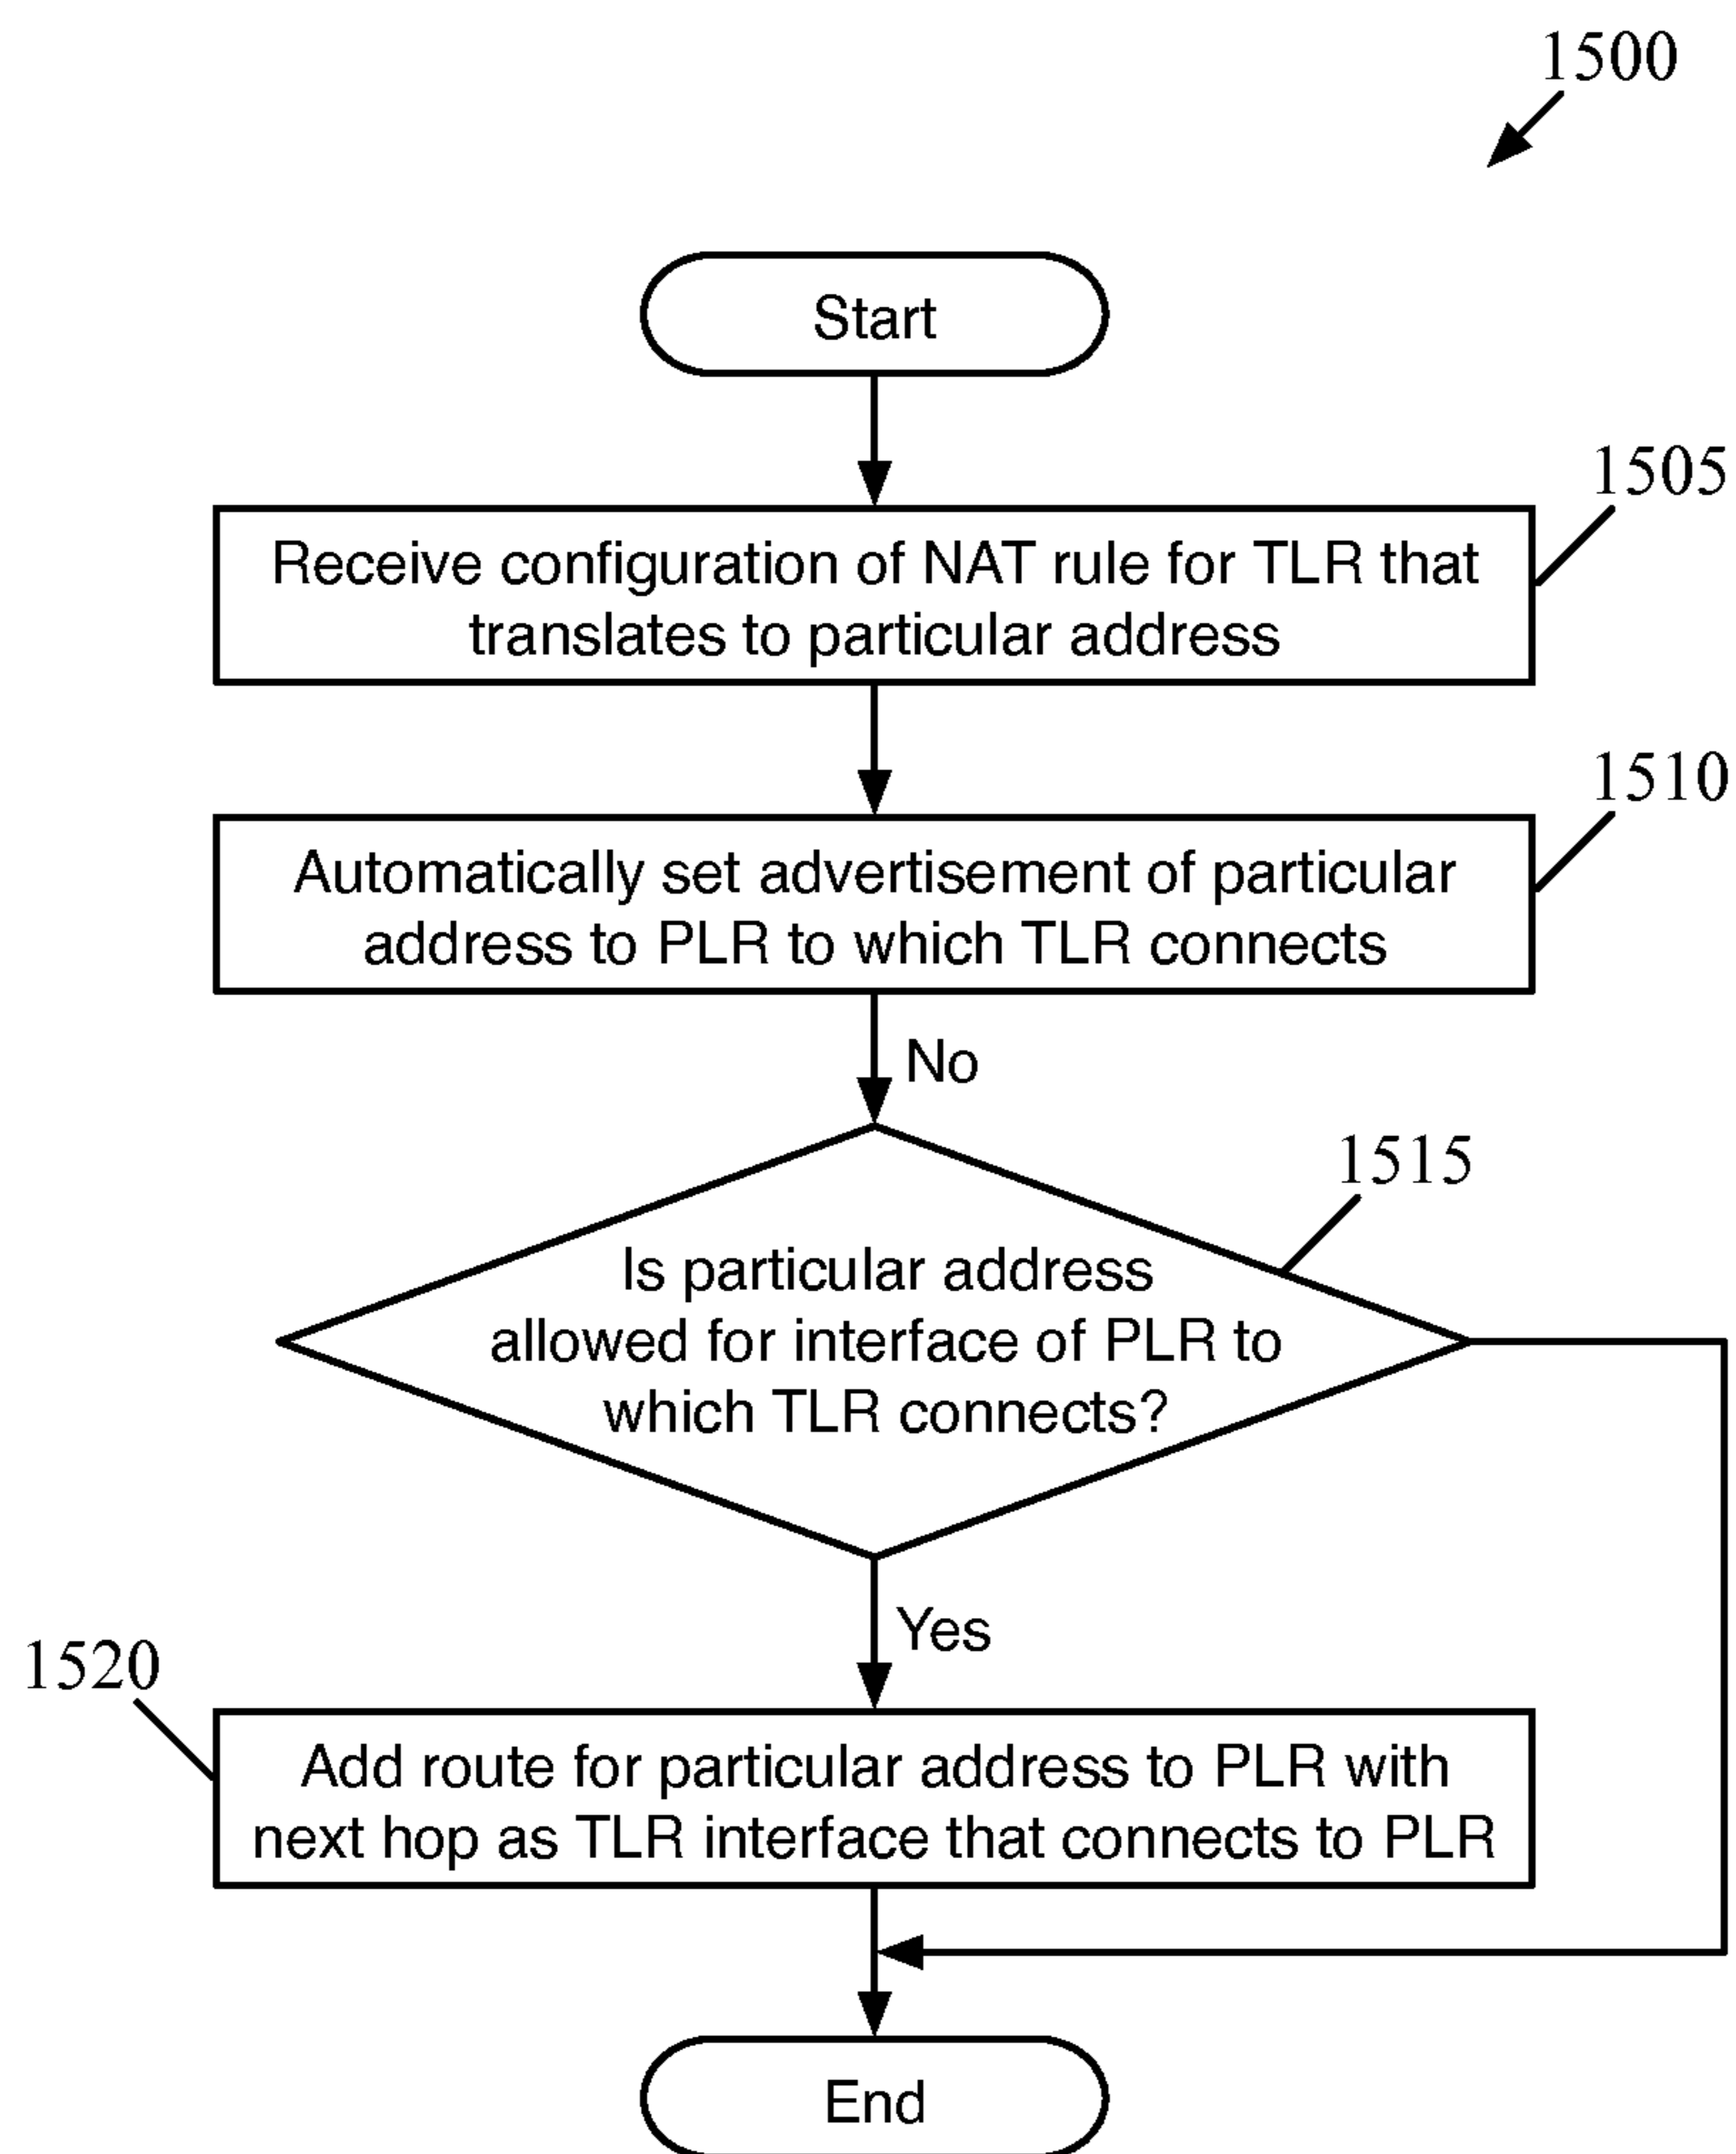 1500
Start
1505
Receive configuration of NAT rule for TLR that
translates to particular address
1510
Automatically set advertisement of particular
address to PLR to which TLR connects
No
1515
Is particular address
allowed for interface of PLR to
which TLR connects?
Yes
1520
Add route for particular address to PLR with
next hop as TLR interface that connects to PLR
End